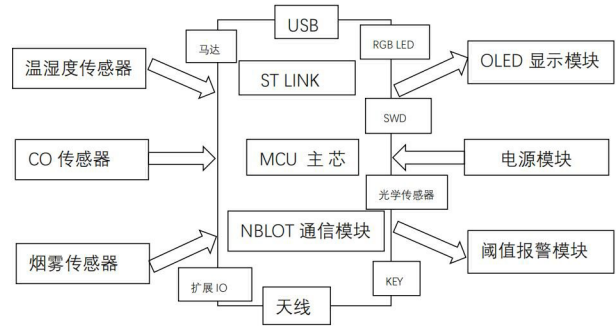 USB
马达
RGB LED
温湿度传感器
ST LINK
OLED 显示模块
SWD
CO 传感器
MCU 主芯
电源模块
光学传感器
NBLOT 通信模块
烟雾传感器
阈值报警模块
扩展 IO
KEY
天线